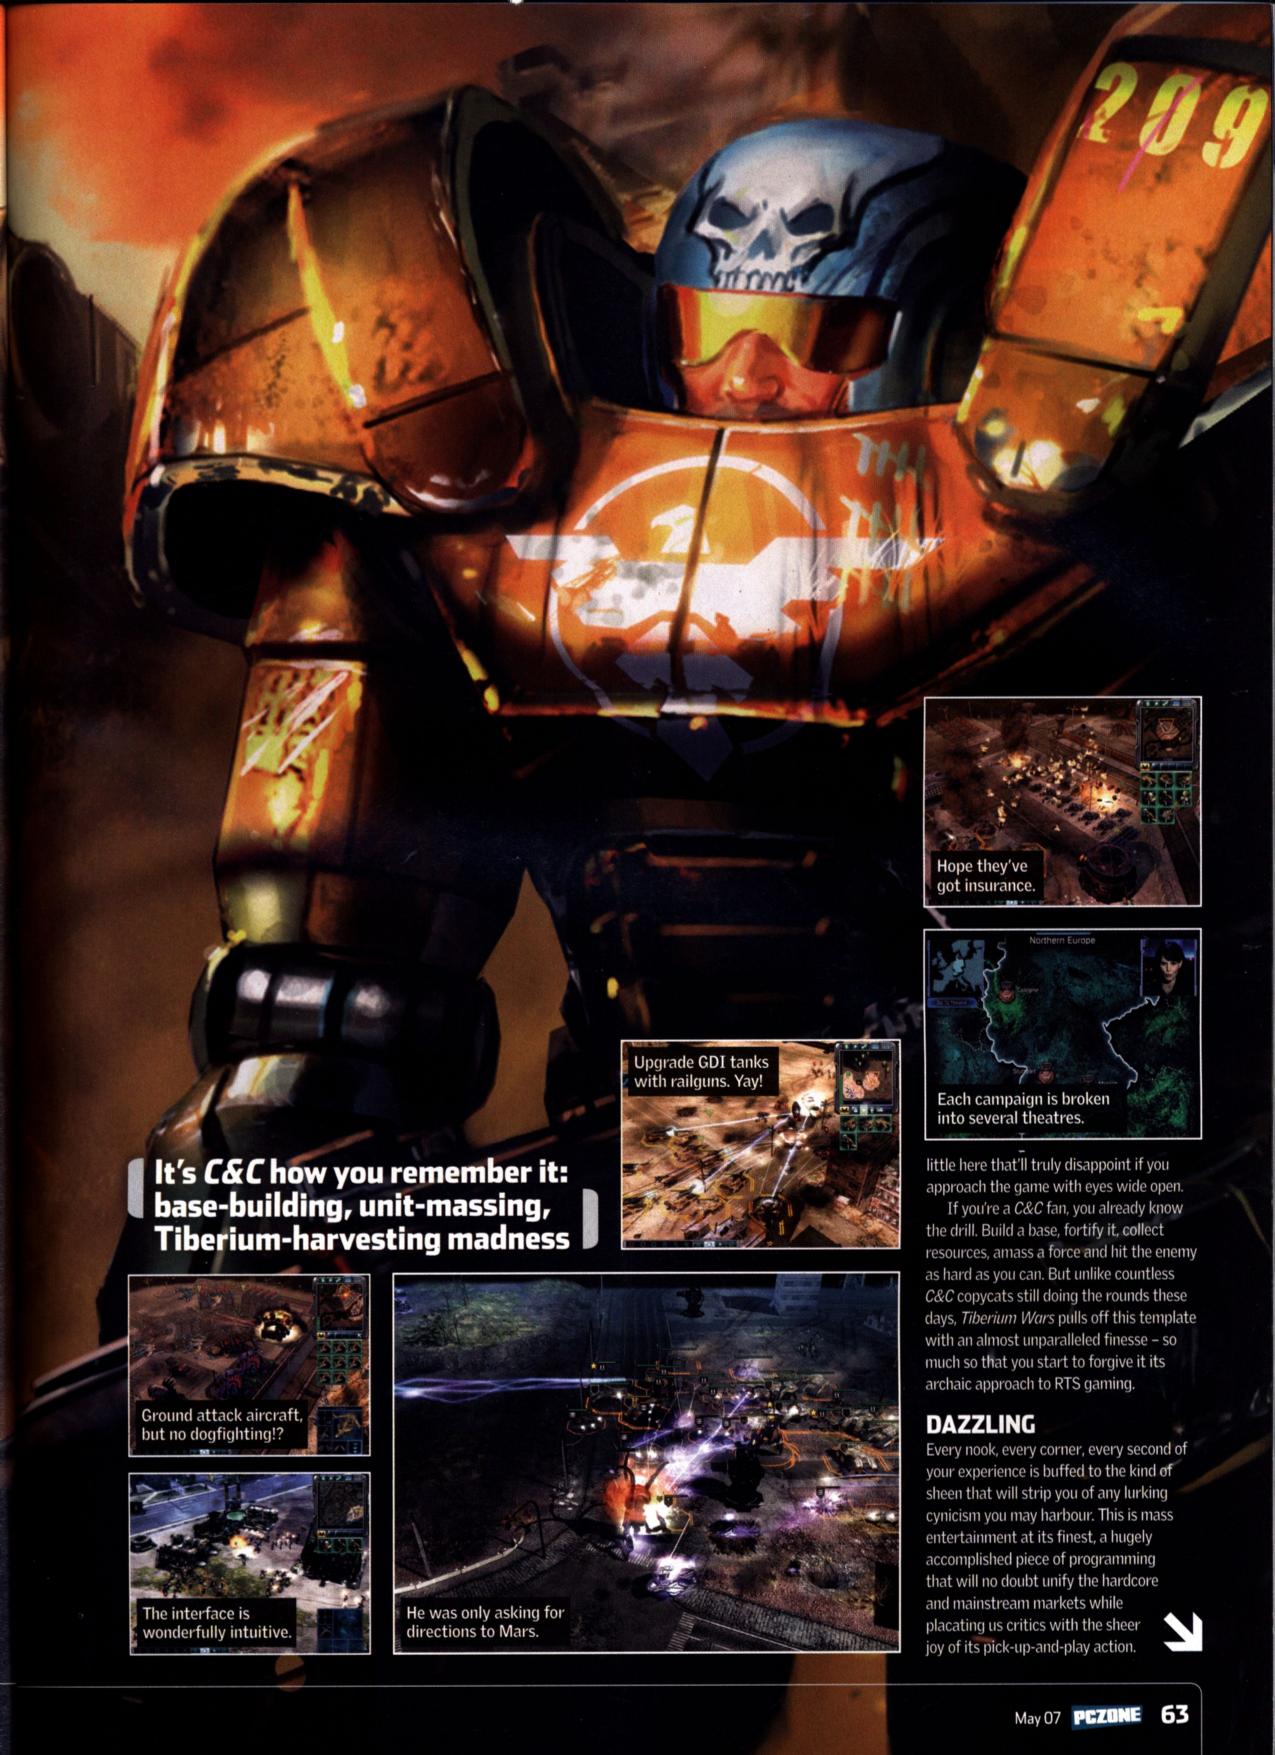 209
Hope they've
got insurance.
Northern Europe
Cologne
Each campaign is broken
into several theatres.
Upgrade GDI tanks
with railguns. Yay!
It's C&C how you remember it:
base-building, unit-massing,
Tiberium-harvesting madness
Ground attack aircraft,
but no dogfighting!?
The interface is
wonderfully intuitive.
He was only asking for
directions to Mars.
little here that'll truly disappoint if you
approach the game with eyes wide open.
If you're a C&C fan, you already know
the drill. Build a base, fortify it, collect
resources, amass a force and hit the enemy
as hard as you can. But unlike countless
C&C copycats still doing the rounds these
days, Tiberium Wars pulls off this template
with an almost unparalleled finesse – so
much so that you start to forgive it its
archaic approach to RTS gaming.
DAZZLING
Every nook, every corner, every second of
your experience is buffed to the kind of
sheen that will strip you of any lurking
cynicism you may harbour. This is mass
entertainment at its finest, a hugely
accomplished piece of programming
that will no doubt unify the hardcore
and mainstream markets while
placating us critics with the sheer
joy of its pick-up-and-play action.
May 07 PCZONE 63